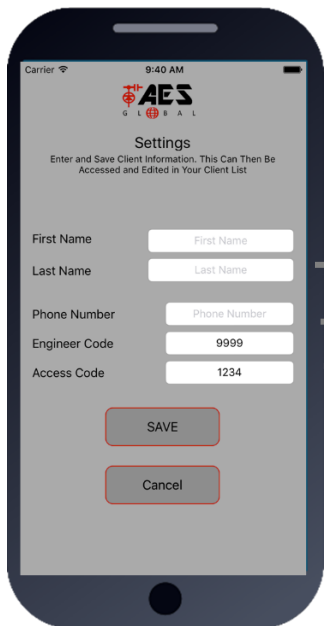 Carrier 9:40 AM
AES
GLOBAL
Settings
Enter and Save Client Information. This Can Then Be
Accessed and Edited in Your Client List
First Name First Name
Last Name Last Name
Phone Number Phone Number
Engineer Code 9999
Access Code 1234
SAVE
Cancel